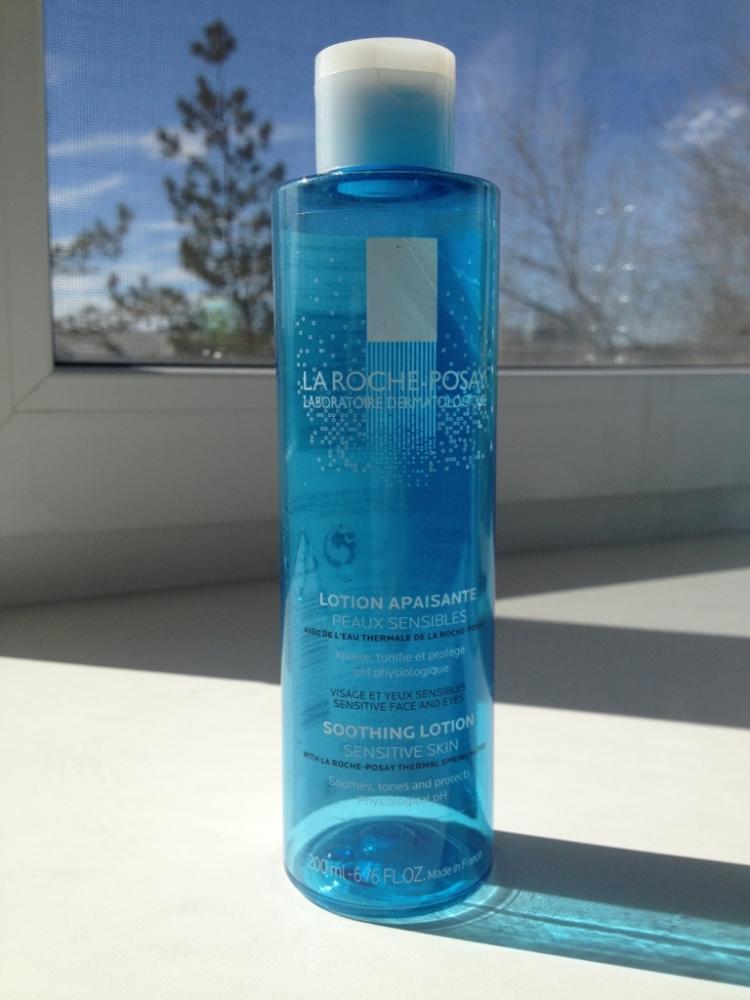 LA ROCHE-POSAY
LABORATOIRE DERMATOLOGIQUE
LOTION APAISANTE
PEAUX SENSIBLES
AVEC DE L'EAU THERMALE DE LA ROCHE-POSAY
Apaise, tonifie et protège
pH physiologique
VISAGE ET YEUX SENSIBLES
SENSITIVE FACE AND EYES
SOOTHING LOTION
SENSITIVE SKIN
WITH LA ROCHE-POSAY THERMAL SPRING WATER
Soothes, tones and protects
Physiological pH
200 ml - 6.76 FL.OZ. Made in France